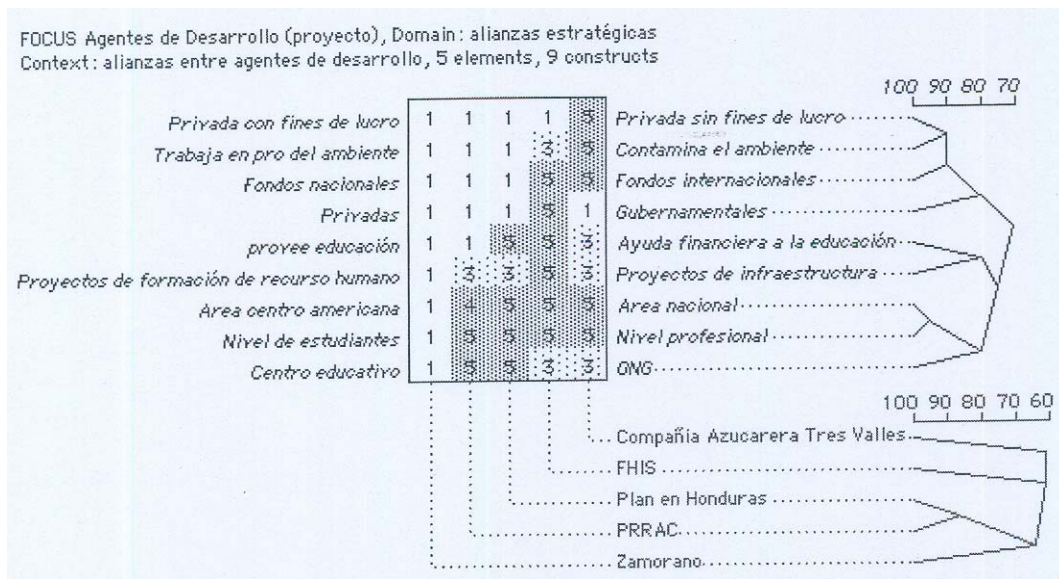 FOCUS Agentes de Desarrollo (proyecto), Domain: alianzas estratégicas
Context: alianzas entre agentes de desarrollo, 5 elements, 9 constructs
100 90 80 70
Privada con fines de lucro 1 1 1 1 5 Privada sin fines de lucro
Trabaja en pro del ambiente 1 1 1 3 5 Contamina el ambiente
Fondos nacionales 1 1 1 5 5 Fondos internacionales
Privadas 1 1 1 5 1 Gubernamentales
provee educación 1 1 5 5 3 Ayuda financiera a la educación
Proyectos de formación de recurso humano 1 3 3 5 3 Proyectos de infraestructura
Area centro americana 1 4 5 5 5 Area nacional
Nivel de estudiantes 1 5 5 5 5 Nivel profesional
Centro educativo 1 5 5 3 3 ONG
100 90 80 70 60
Compañia Azucarera Tres Valles
FHIS
Plan en Honduras
PRRAC
Zamorano